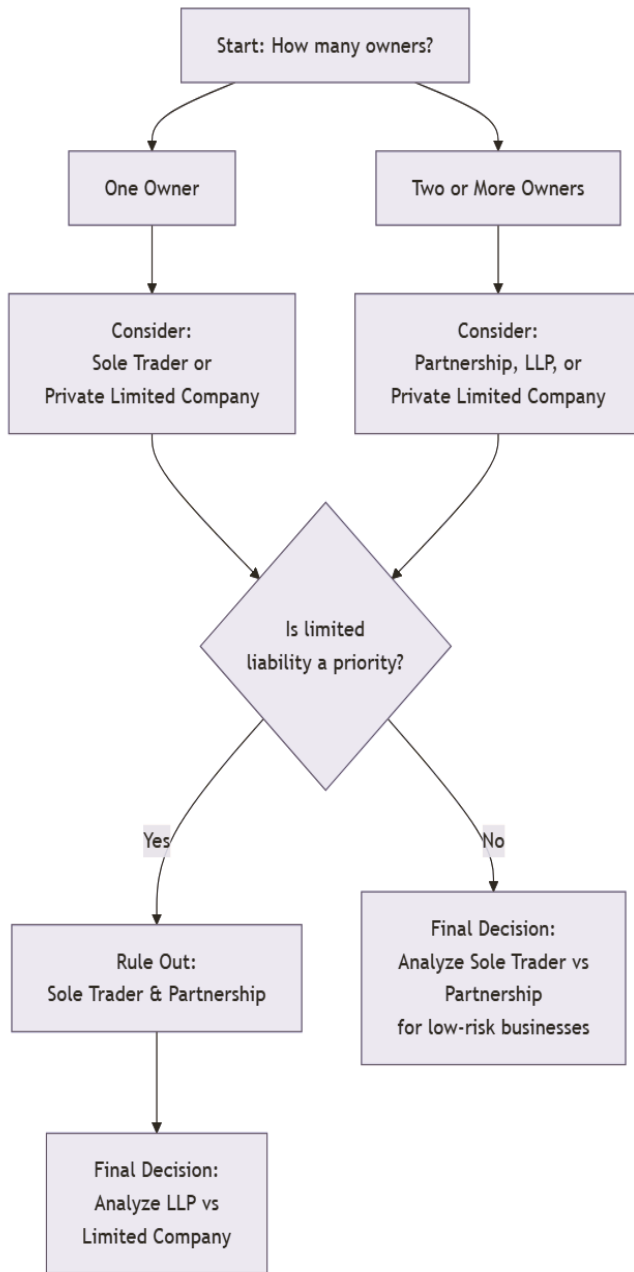 Start: How many owners?
One Owner
Two or More Owners
Consider:
Sole Trader or
Private Limited Company
Consider:
Partnership, LLP, or
Private Limited Company
Is limited
liability a priority?
Yes
No
Rule Out:
Sole Trader & Partnership
Final Decision:
Analyze Sole Trader vs
Partnership
for low-risk businesses
Final Decision:
Analyze LLP vs
Limited Company